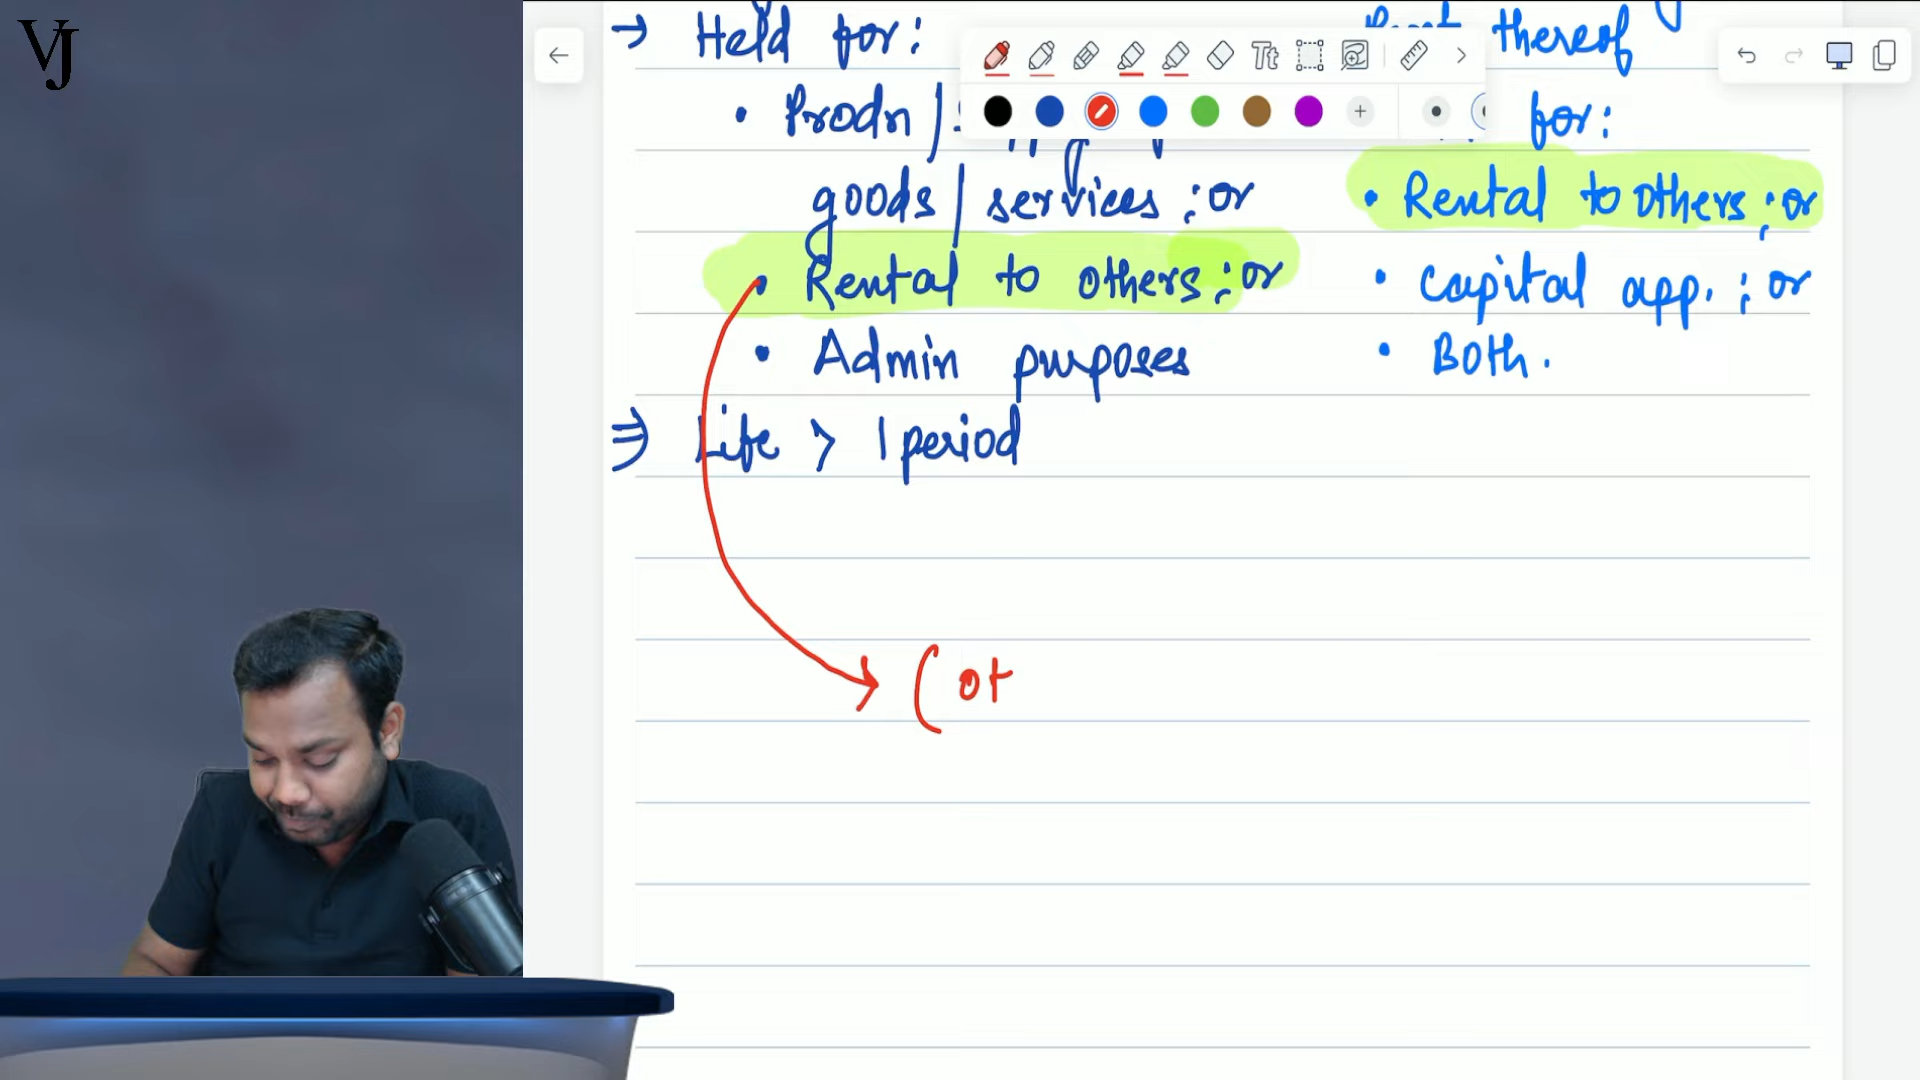 VJ
→ Held for:
thereof
• Prodn /
for:
goods / services ; or
• Rental to others ; or
• Rental to others ; or
• Capital app. ; or
• Admin purposes
• Both.
⇒ Life > 1 period
( ot
Tt